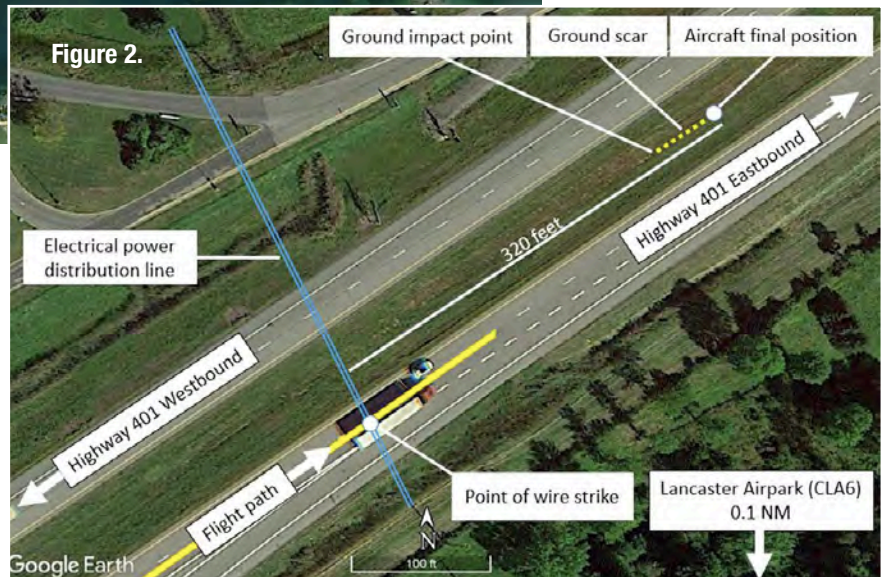 Figure 2.
Ground impact point
Ground scar
Aircraft final position
Highway 401 Eastbound
320 feet
Electrical power
distribution line
Highway 401 Westbound
Flight path
Point of wire strike
Lancaster Airpark (CLA6)
0.1 NM
N
Google Earth
100 ft